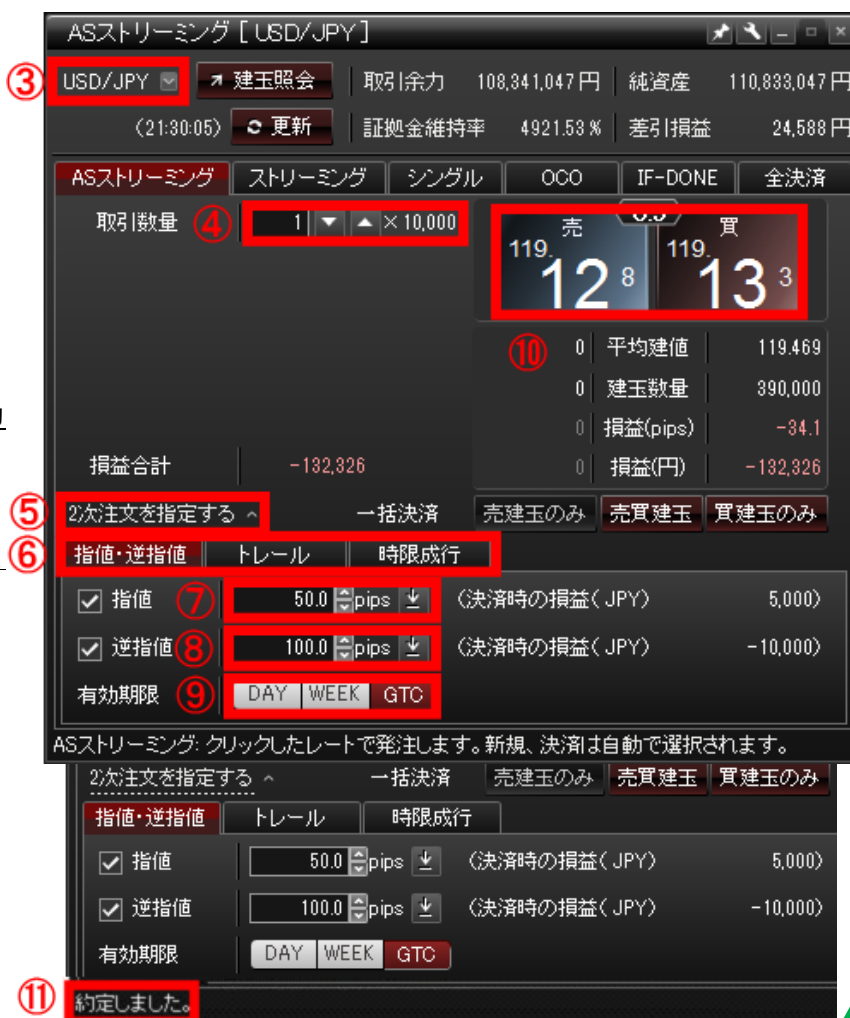 ASストリーミング [ USD/JPY ]
③ USD/JPY 建玉照会 取引余力 108,341,047 円 純資産 110,833,047 円
(21:30:05) 更新 証拠金維持率 4921.53 % 差引損益 24,588 円
ASストリーミング ストリーミング シングル OCO IF-DONE 全決済
取引数量 ④ 1 × 10,000
売 買
119. 12 8 119. 13 3
⑩ 0 平均建値 119.469
0 建玉数量 390,000
0 損益(pips) -34.1
損益合計 -132,326 0 損益(円) -132,326
⑤ 2次注文を指定する 一括決済 売建玉のみ 売買建玉 買建玉のみ
⑥ 指値・逆指値 トレール 時限成行
指値 ⑦ 50.0 pips (決済時の損益( JPY) 5,000)
逆指値 ⑧ 100.0 pips (決済時の損益( JPY) -10,000)
有効期限 ⑨ DAY WEEK GTC
ASストリーミング: クリックしたレートで発注します。新規、決済は自動で選択されます。
2次注文を指定する 一括決済 売建玉のみ 売買建玉 買建玉のみ
指値・逆指値 トレール 時限成行
指値 50.0 pips (決済時の損益( JPY) 5,000)
逆指値 100.0 pips (決済時の損益( JPY) -10,000)
有効期限 DAY WEEK GTC
⑪ 約定しました。